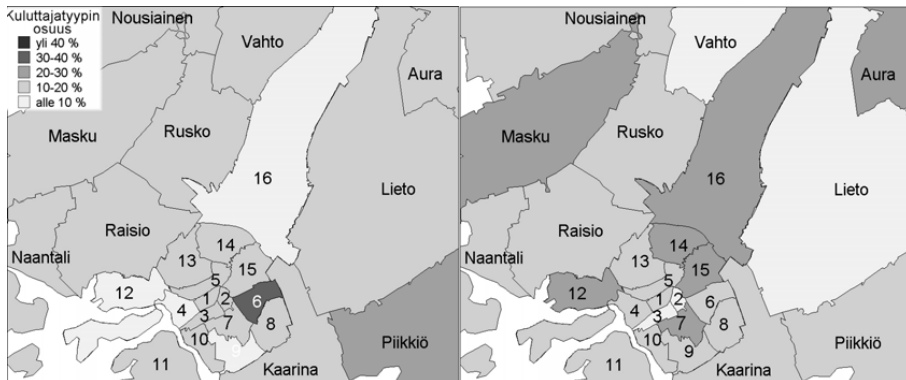 Kuluttajatyypin
osuus
yli 40 %
30-40 %
20-30 %
10-20 %
alle 10 %
Nousiainen
Vahto
Aura
Masku
Rusko
16
Lieto
Raisio
Naantali
14
13
15
5
12
1
2
6
4
3
7
8
10
9
11
Piikkiö
Kaarina
Nousiainen
Vahto
Aura
Masku
Rusko
16
Lieto
Raisio
Naantali
14
13
15
5
12
1
2
6
4
3
7
8
10
9
11
Piikkiö
Kaarina